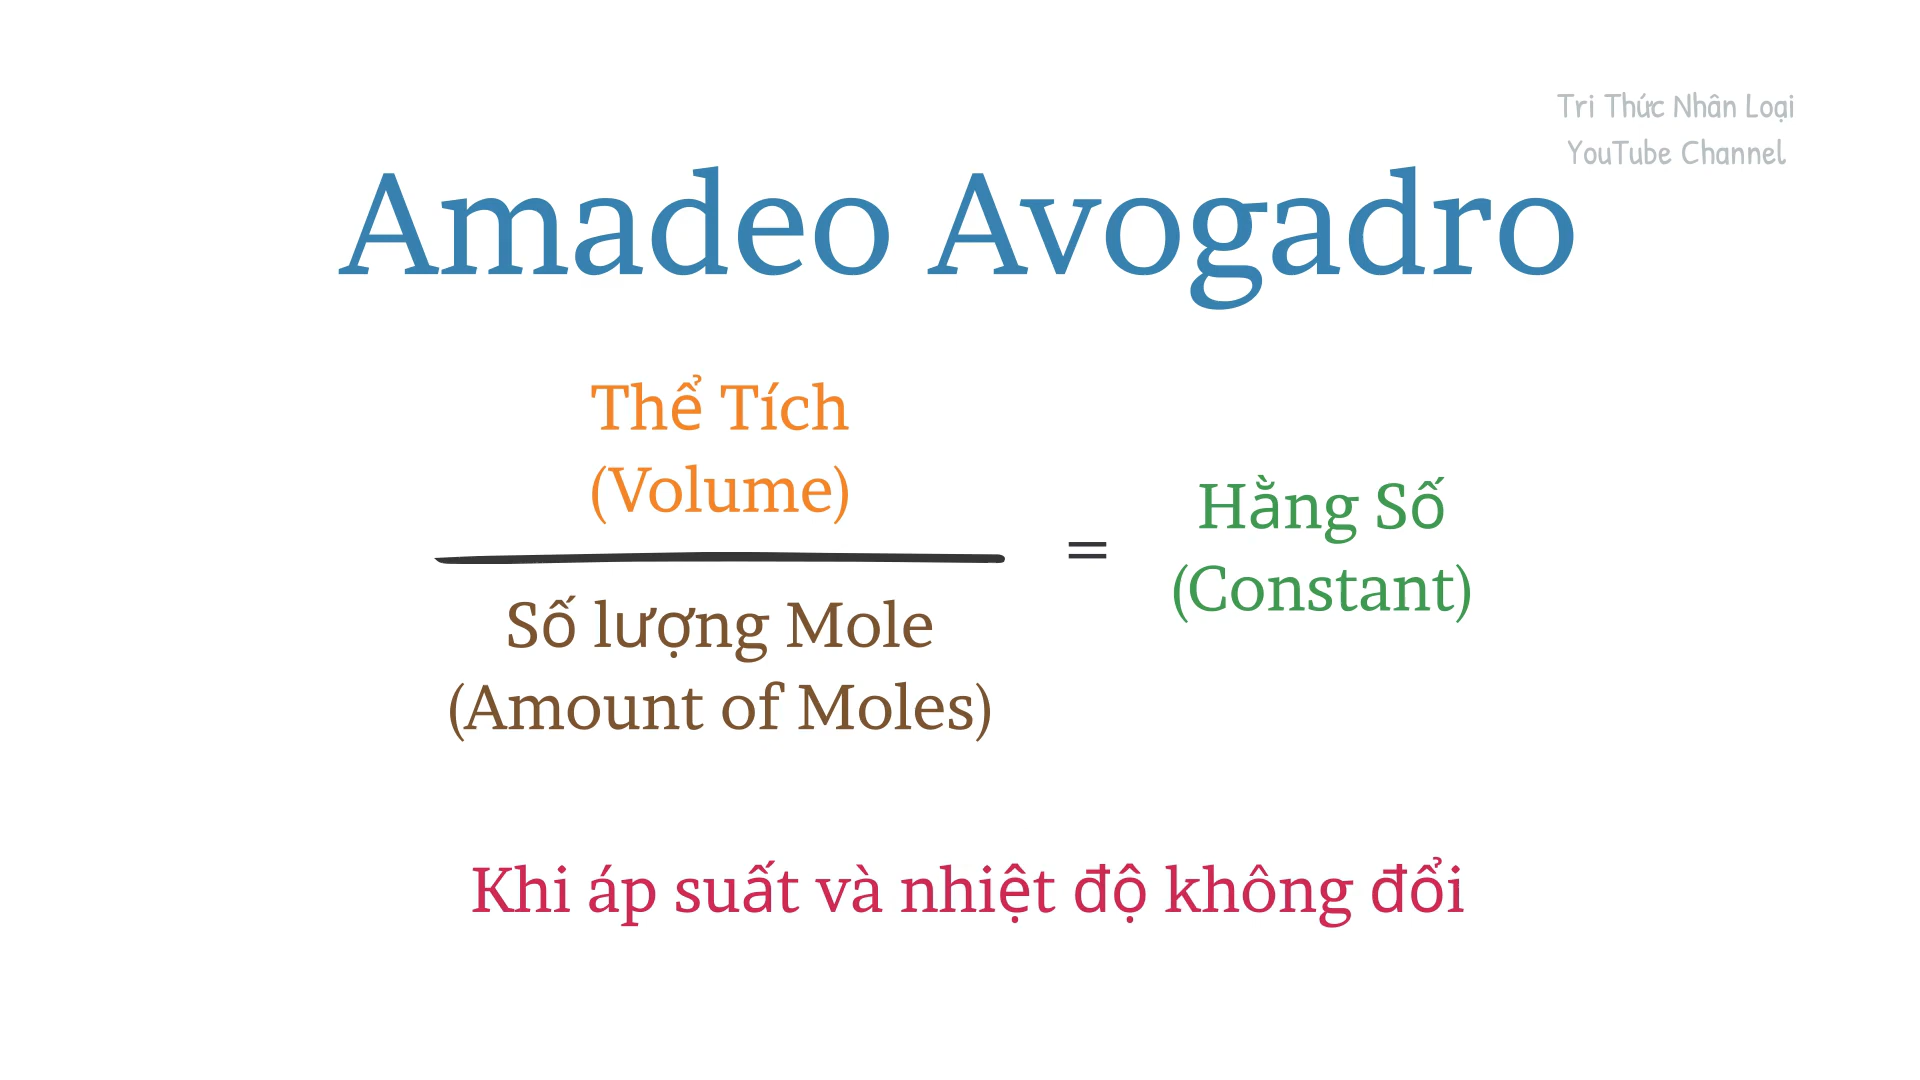 Tri Thức Nhân Loại
YouTube Channel
Amadeo Avogadro
Thể Tích
(Volume)
Số lượng Mole
(Amount of Moles)
=
Hằng Số
(Constant)
Khi áp suất và nhiệt độ không đổi